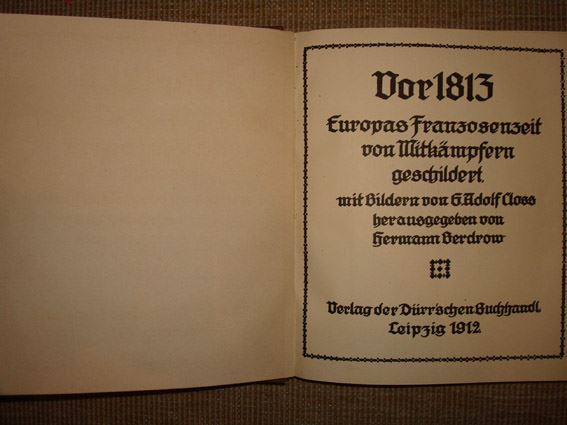 Vor 1813
Europas Franzosenzeit
von Mitkämpfern
geschildert.
mit Bildern von G. Adolf Closs
herausgegeben von
Hermann Berdrow
Verlag der Dürr'schen Buchhandl.
Leipzig 1912.